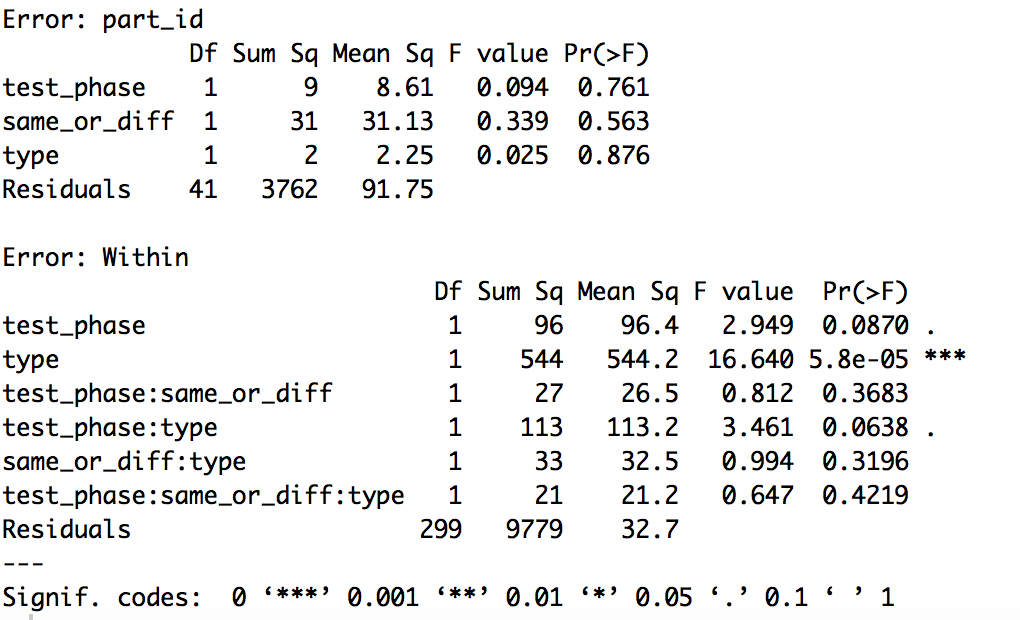 Error: part_id
             Df Sum Sq Mean Sq F value Pr(>F)
test_phase    1      9    8.61   0.094  0.761
same_or_diff  1     31   31.13   0.339  0.563
type          1      2    2.25   0.025  0.876
Residuals    41   3762   91.75
Error: Within
                              Df Sum Sq Mean Sq F value  Pr(>F)
test_phase                     1     96    96.4   2.949  0.0870 .
type                           1    544   544.2  16.640 5.8e-05 ***
test_phase:same_or_diff        1     27    26.5   0.812  0.3683
test_phase:type                1    113   113.2   3.461  0.0638 .
same_or_diff:type              1     33    32.5   0.994  0.3196
test_phase:same_or_diff:type   1     21    21.2   0.647  0.4219
Residuals                    299   9779    32.7
---
Signif. codes:  0 ‘***’ 0.001 ‘**’ 0.01 ‘*’ 0.05 ‘.’ 0.1 ‘ ’ 1